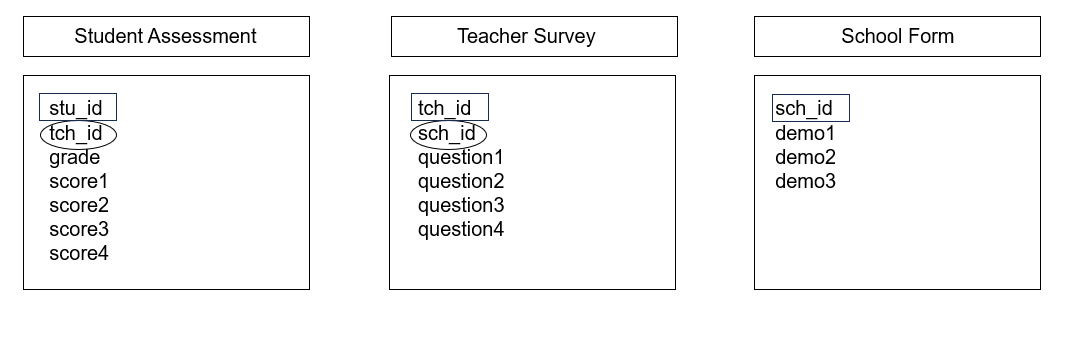 Student Assessment
stu_id
tch_id
grade
score1
score2
score3
score4
Teacher Survey
tch_id
sch_id
question1
question2
question3
question4
School Form
sch_id
demo1
demo2
demo3